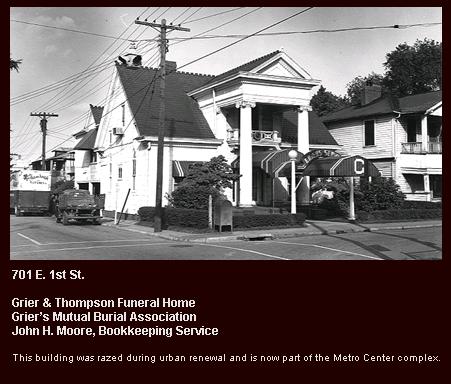 C
701 E. 1st St.
Grier & Thompson Funeral Home
Grier's Mutual Burial Association
John H. Moore, Bookkeeping Service
This building was razed during urban renewal and is now part of the Metro Center complex.